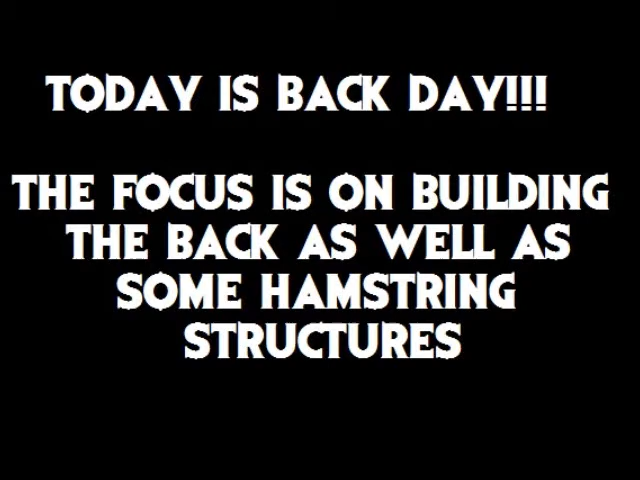 TODAY IS BACK DAY!!!
THE FOCUS IS ON BUILDING
THE BACK AS WELL AS
SOME HAMSTRING
STRUCTURES